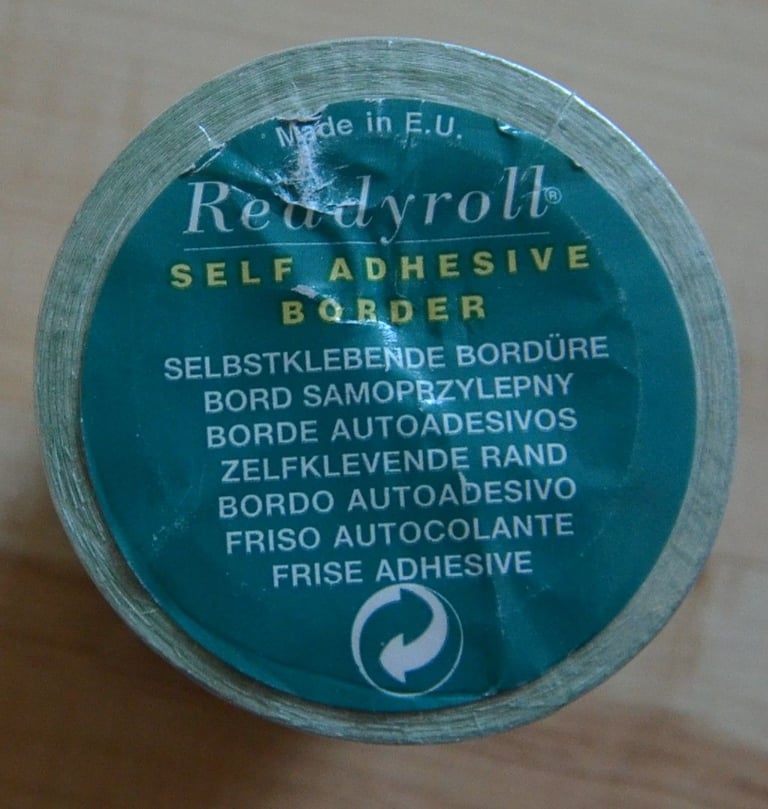 Made in E.U.
Readyroll®
SELF ADHESIVE
BORDER
SELBSTKLEBENDE BORDÜRE
BORD SAMOPRZYLEPNY
BORDE AUTOADESIVOS
ZELFKLEVENDE RAND
BORDO AUTOADESIVO
FRISO AUTOCOLANTE
FRISE ADHESIVE